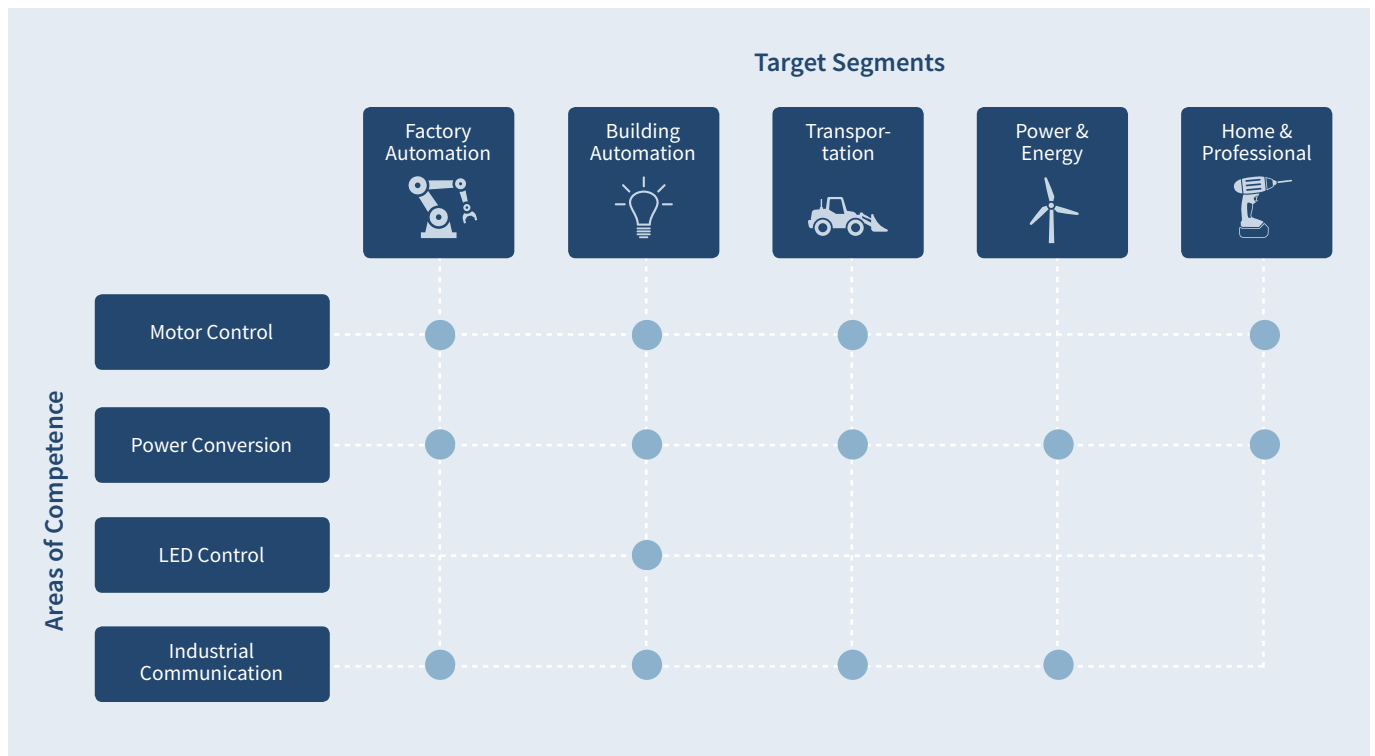 Target Segments
Factory
Automation
Building
Automation
Transpor-
tation
Power &
Energy
Home &
Professional
Areas of Competence
Motor Control
Power Conversion
LED Control
Industrial
Communication